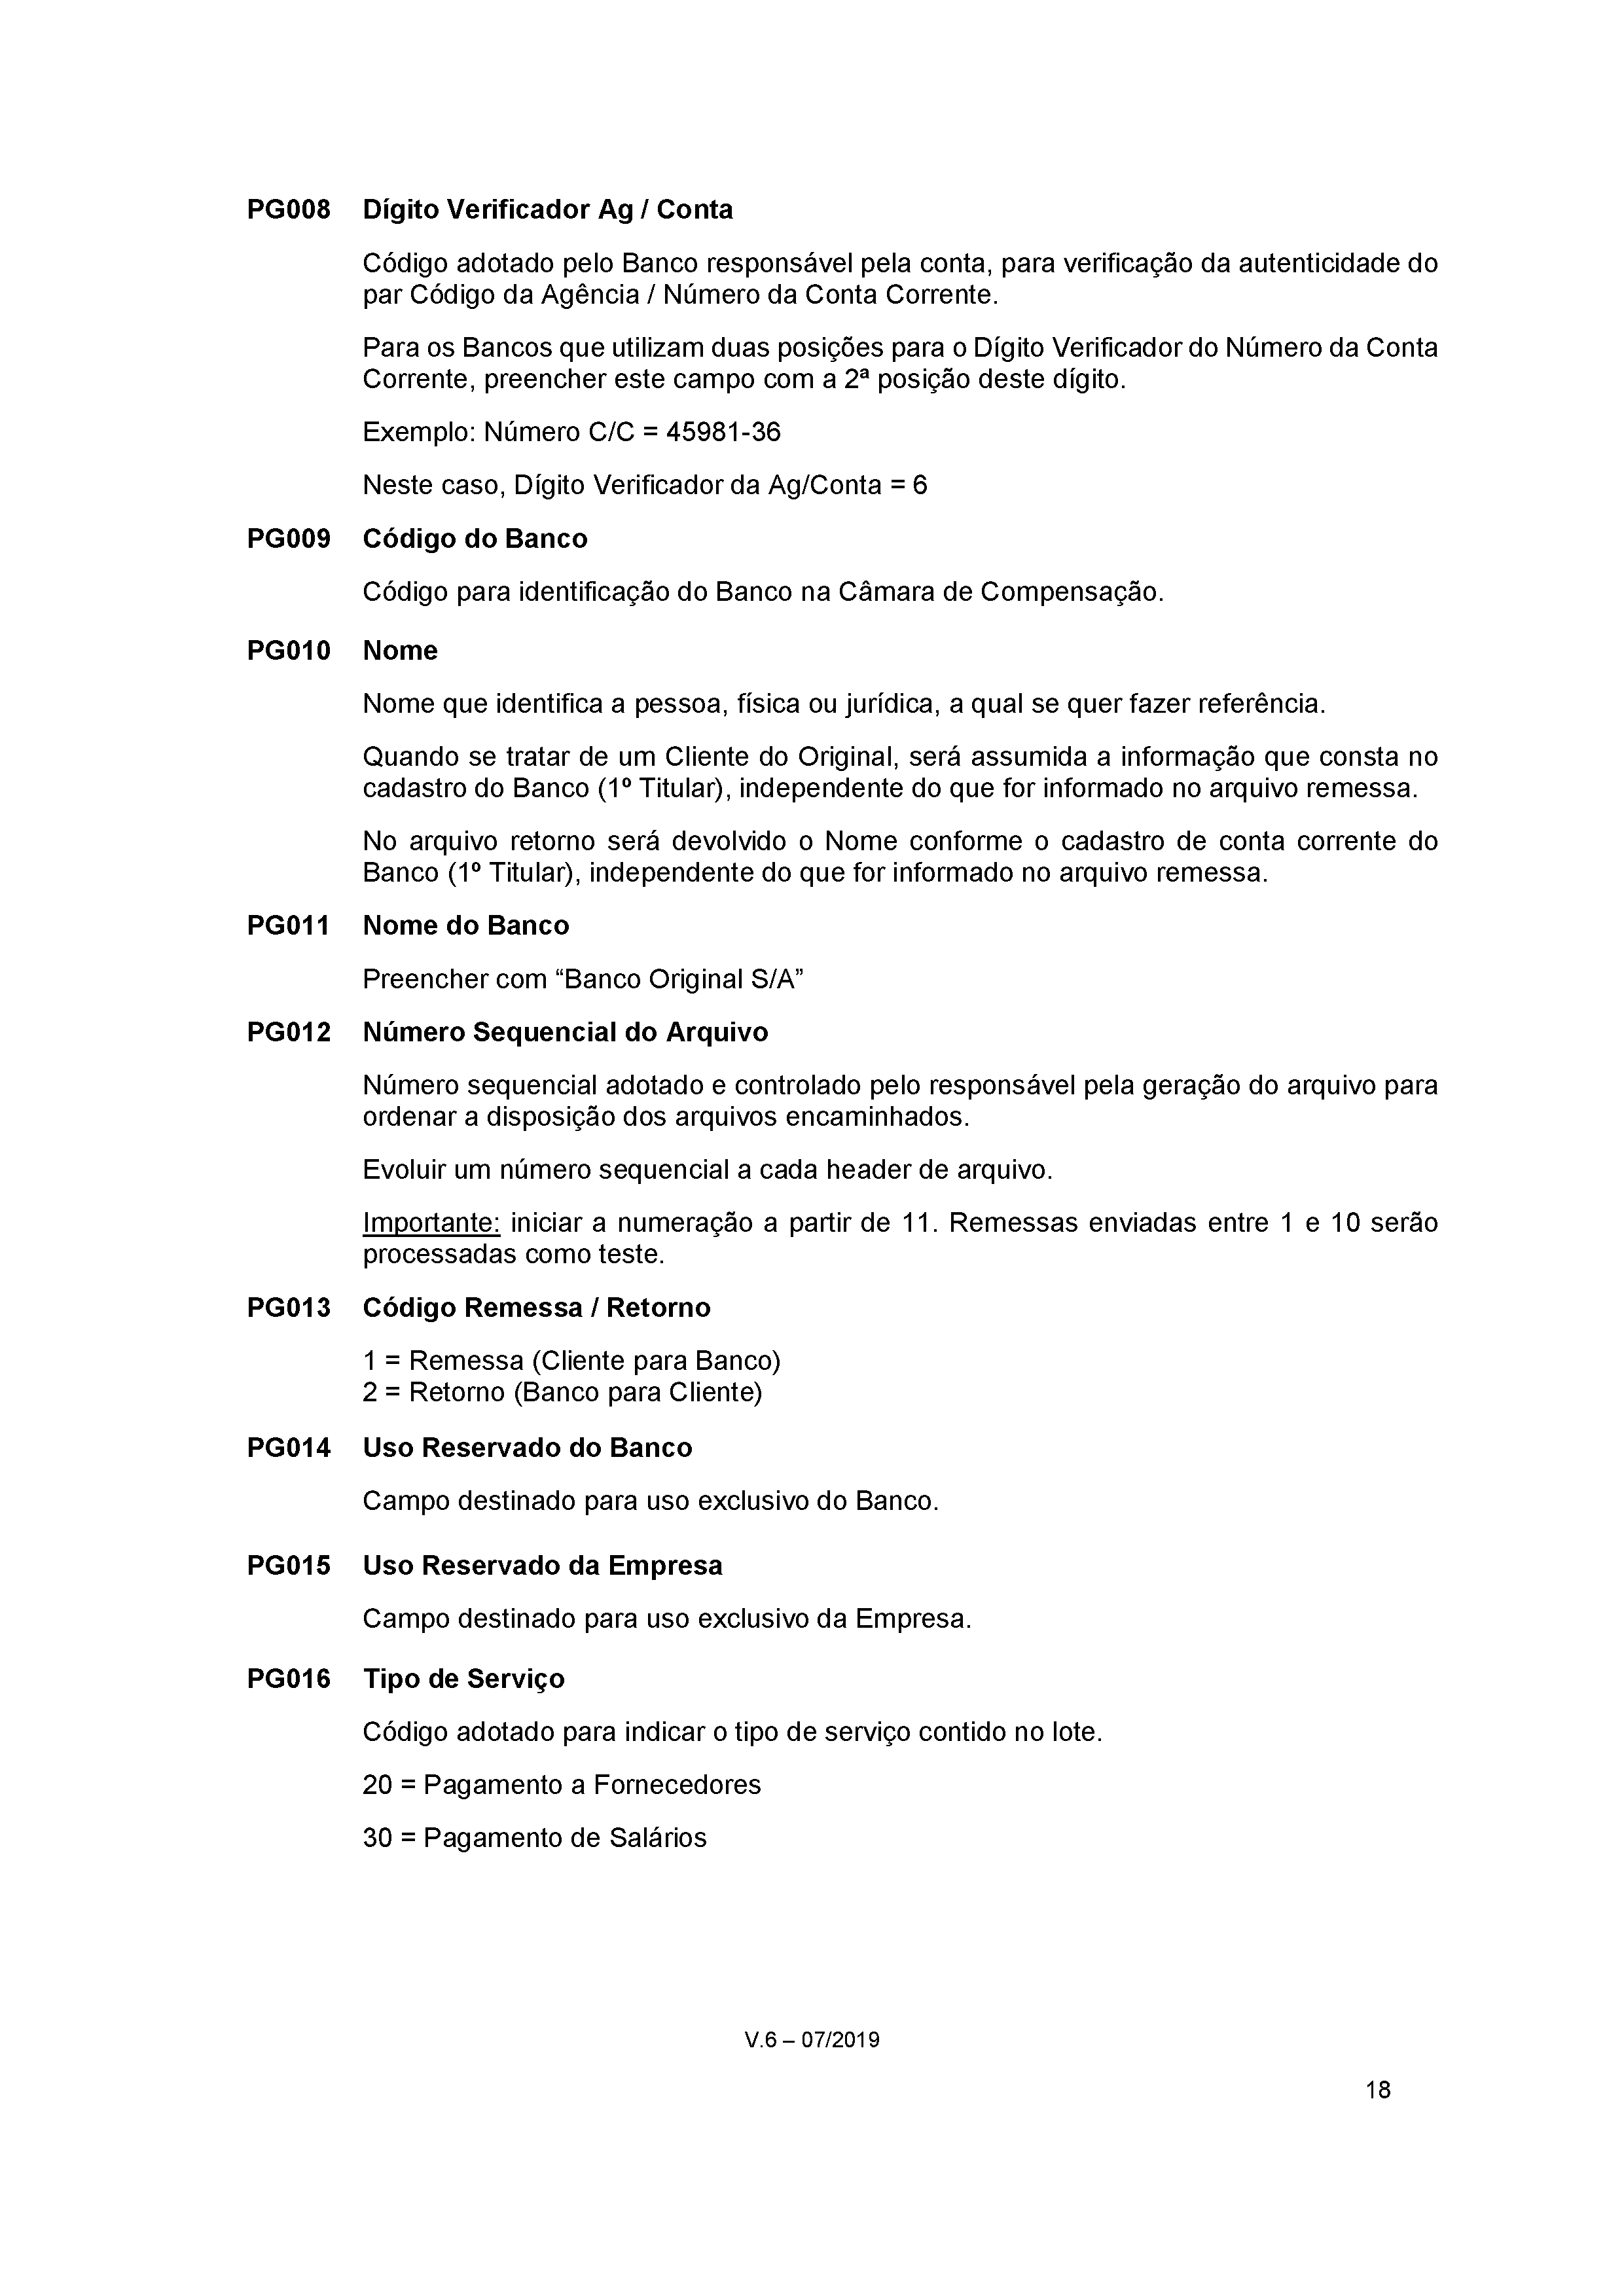 PG008 Dígito Verificador Ag / Conta
Código adotado pelo Banco responsável pela conta, para verificação da autenticidade do
par Código da Agência / Número da Conta Corrente.
Para os Bancos que utilizam duas posições para o Dígito Verificador do Número da Conta
Corrente, preencher este campo com a 2ª posição deste dígito.
Exemplo: Número C/C = 45981-36
Neste caso, Dígito Verificador da Ag/Conta = 6
PG009 Código do Banco
Código para identificação do Banco na Câmara de Compensação.
PG010 Nome
Nome que identifica a pessoa, física ou jurídica, a qual se quer fazer referência.
Quando se tratar de um Cliente do Original, será assumida a informação que consta no
cadastro do Banco (1º Titular), independente do que for informado no arquivo remessa.
No arquivo retorno será devolvido o Nome conforme o cadastro de conta corrente do
Banco (1º Titular), independente do que for informado no arquivo remessa.
PG011 Nome do Banco
Preencher com “Banco Original S/A”
PG012 Número Sequencial do Arquivo
Número sequencial adotado e controlado pelo responsável pela geração do arquivo para
ordenar a disposição dos arquivos encaminhados.
Evoluir um número sequencial a cada header de arquivo.
Importante: iniciar a numeração a partir de 11. Remessas enviadas entre 1 e 10 serão
processadas como teste.
PG013 Código Remessa / Retorno
1 = Remessa (Cliente para Banco)
2 = Retorno (Banco para Cliente)
PG014 Uso Reservado do Banco
Campo destinado para uso exclusivo do Banco.
PG015 Uso Reservado da Empresa
Campo destinado para uso exclusivo da Empresa.
PG016 Tipo de Serviço
Código adotado para indicar o tipo de serviço contido no lote.
20 = Pagamento a Fornecedores
30 = Pagamento de Salários
V.6 – 07/2019
18